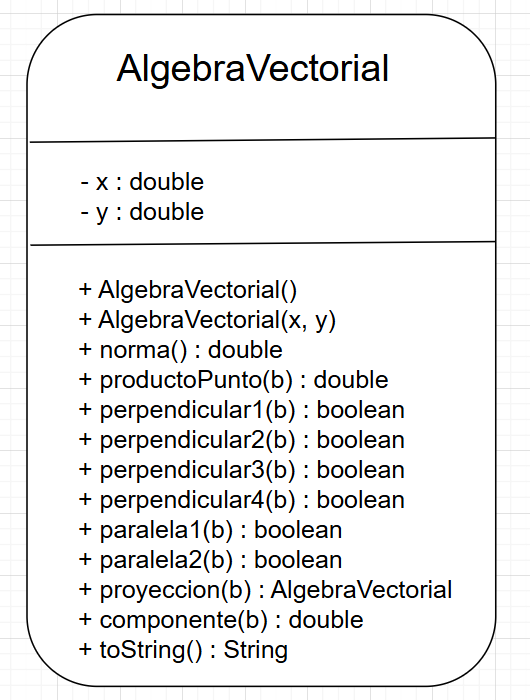 AlgebraVectorial
- x : double
- y : double
+ AlgebraVectorial()
+ AlgebraVectorial(x, y)
+ norma() : double
+ productoPunto(b) : double
+ perpendicular1(b) : boolean
+ perpendicular2(b) : boolean
+ perpendicular3(b) : boolean
+ perpendicular4(b) : boolean
+ paralela1(b) : boolean
+ paralela2(b) : boolean
+ proyeccion(b) : AlgebraVectorial
+ componente(b) : double
+ toString() : String